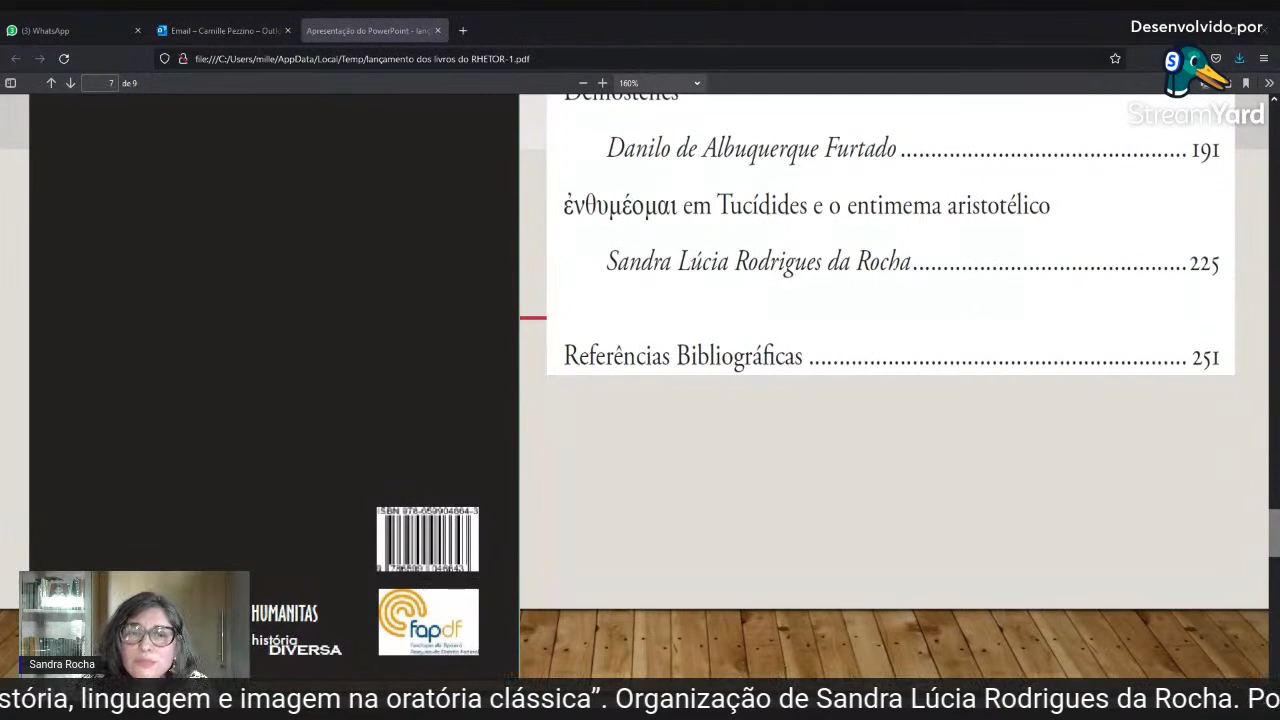 (3) WhatsApp
Email – Camille Pezzino – Outl
Apresentação do PowerPoint - lanç
Desenvolvido por
file:///C:/Users/mille/AppData/Local/Temp/lançamento dos livros do RHETOR-1.pdf
7 de 9
160%
StreamYard
Demóstenes
Danilo de Albuquerque Furtado 191
ἐνθυμέομαι em Tucídides e o entimema aristotélico
Sandra Lúcia Rodrigues da Rocha 225
Referências Bibliográficas 251
HUMANITAS
história
DIVERSA
fapdf
Sandra Rocha
stória, linguagem e imagem na oratória clássica”. Organização de Sandra Lúcia Rodrigues da Rocha. Po